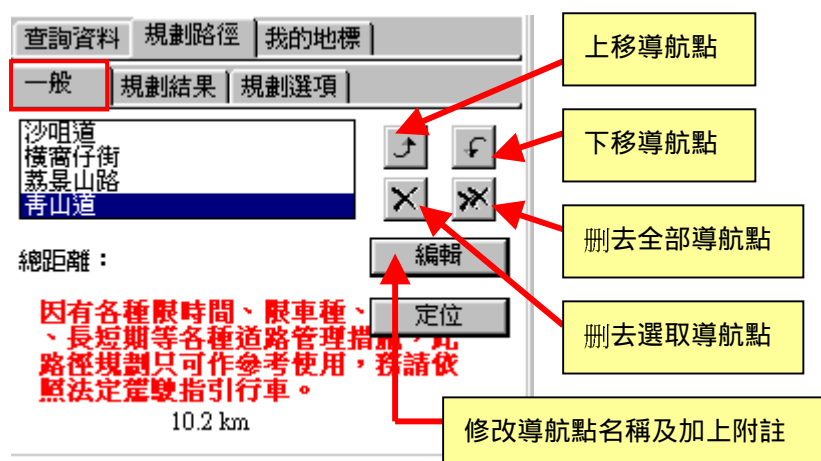 查詢資料 規劃路徑 我的地標
一般 規劃結果 規劃選項
沙咀道
橫窩仔街
荔景山路
青山道
總距離：
編輯
定位
因有各種限時間、限車種、
、長短期等各種道路管理措施，此
路徑規劃只可作參考使用，務請依
照法定駕駛指引行車。
10.2 km
上移導航點
下移導航點
刪去全部導航點
刪去選取導航點
修改導航點名稱及加上附註